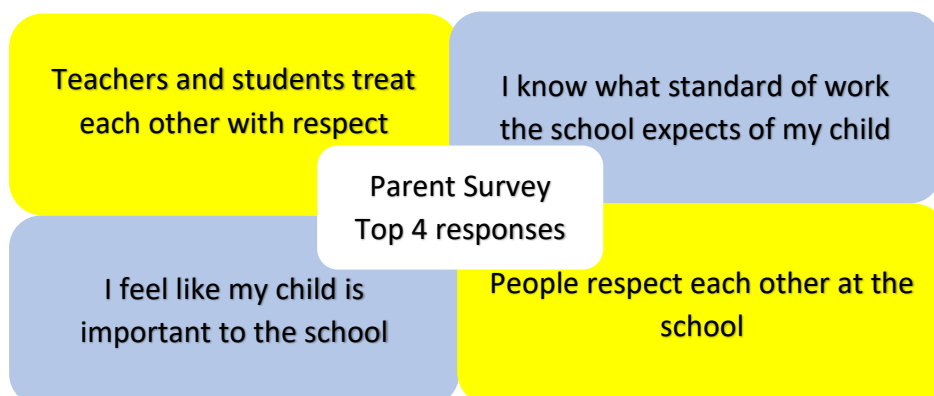 Teachers and students treat
each other with respect
I know what standard of work
the school expects of my child
Parent Survey
Top 4 responses
I feel like my child is
important to the school
People respect each other at the
school